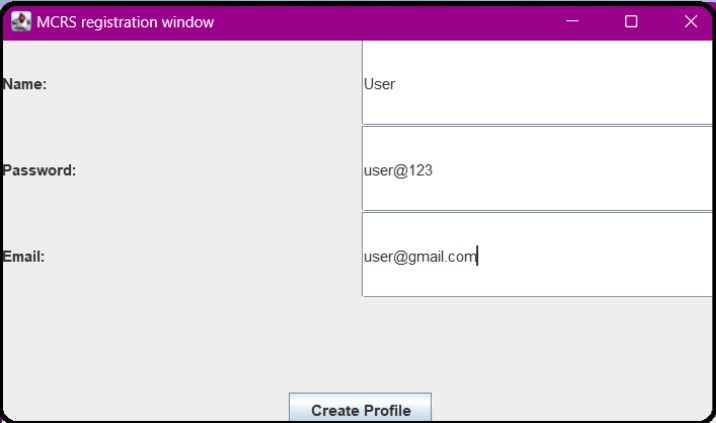 MCRS registration window
Name: User
Password: user@123
Email: user@gmail.com
Create Profile